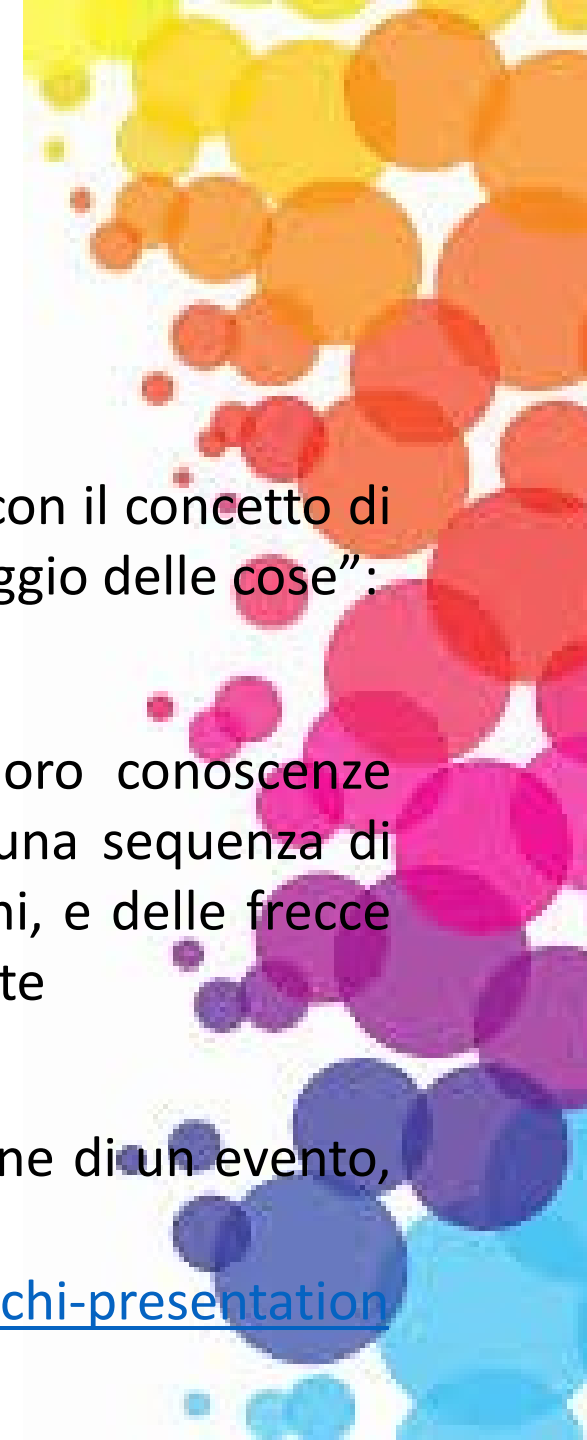 con il concetto di
ggio delle cose”:
oro conoscenze
una sequenza di
ni, e delle frecce
te
ne di un evento,
chi-presentation